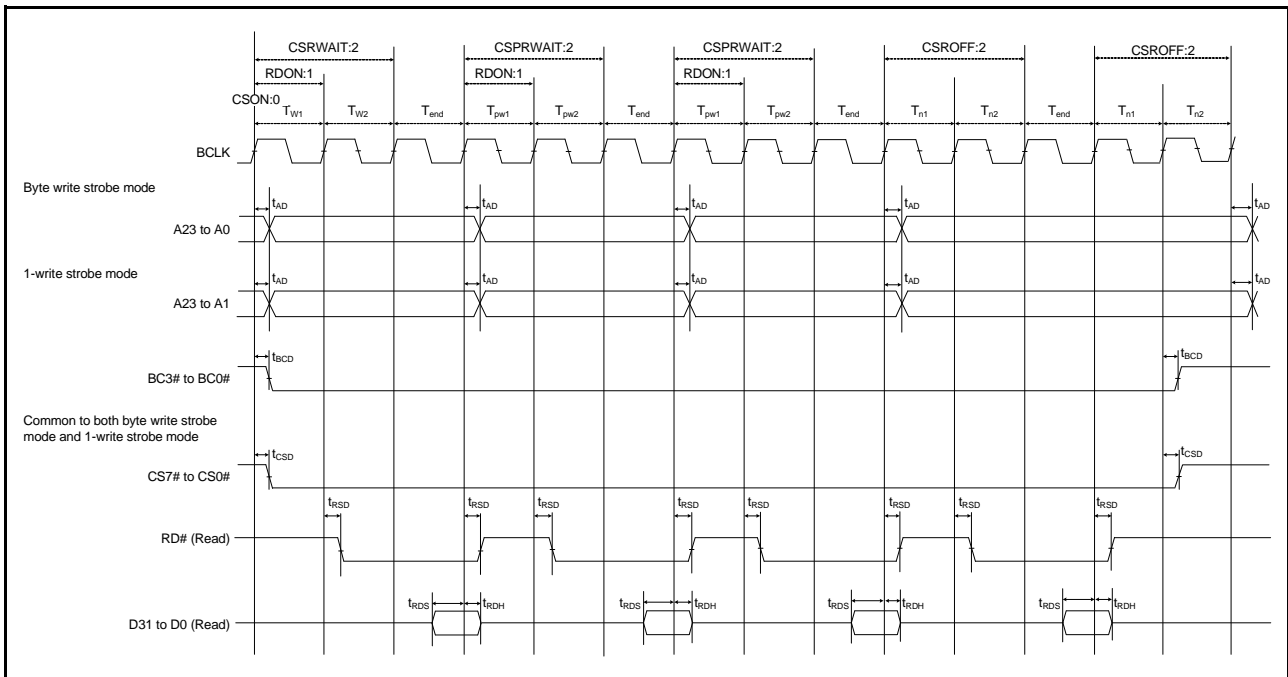 CSRWAIT:2 CSPRWAIT:2 CSPRWAIT:2 CSROFF:2 CSROFF:2
RDON:1 RDON:1 RDON:1
CSON:0
TW1 TW2 Tend Tpw1 Tpw2 Tend Tpw1 Tpw2 Tend Tn1 Tn2 Tend Tn1 Tn2
BCLK
Byte write strobe mode
tAD tAD tAD tAD tAD
A23 to A0
1-write strobe mode
tAD tAD tAD tAD tAD
A23 to A1
tBCD tBCD
BC3# to BC0#
Common to both byte write strobe
mode and 1-write strobe mode
tCSD tCSD
CS7# to CS0#
tRSD tRSD tRSD tRSD tRSD tRSD tRSD tRSD
RD# (Read)
tRDS tRDH tRDS tRDH tRDS tRDH tRDS tRDH
D31 to D0 (Read)